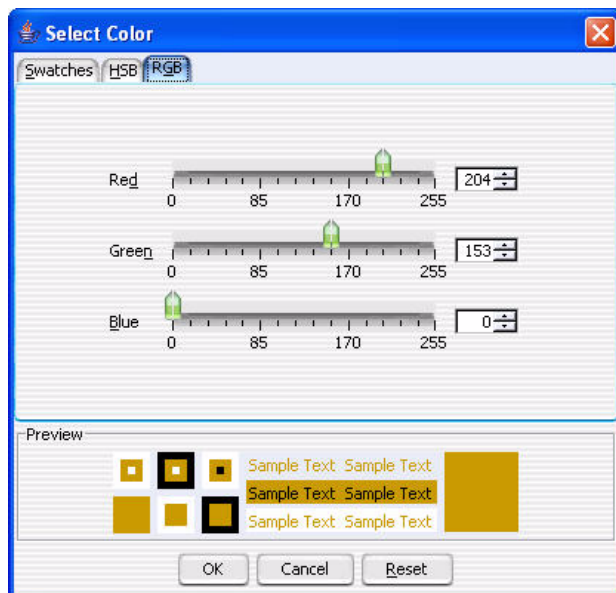 Select Color
Swatches HSB RGB
Red 204
0 85 170 255
Green 153
0 85 170 255
Blue 0
0 85 170 255
Preview
Sample Text Sample Text
Sample Text Sample Text
Sample Text Sample Text
OK Cancel Reset